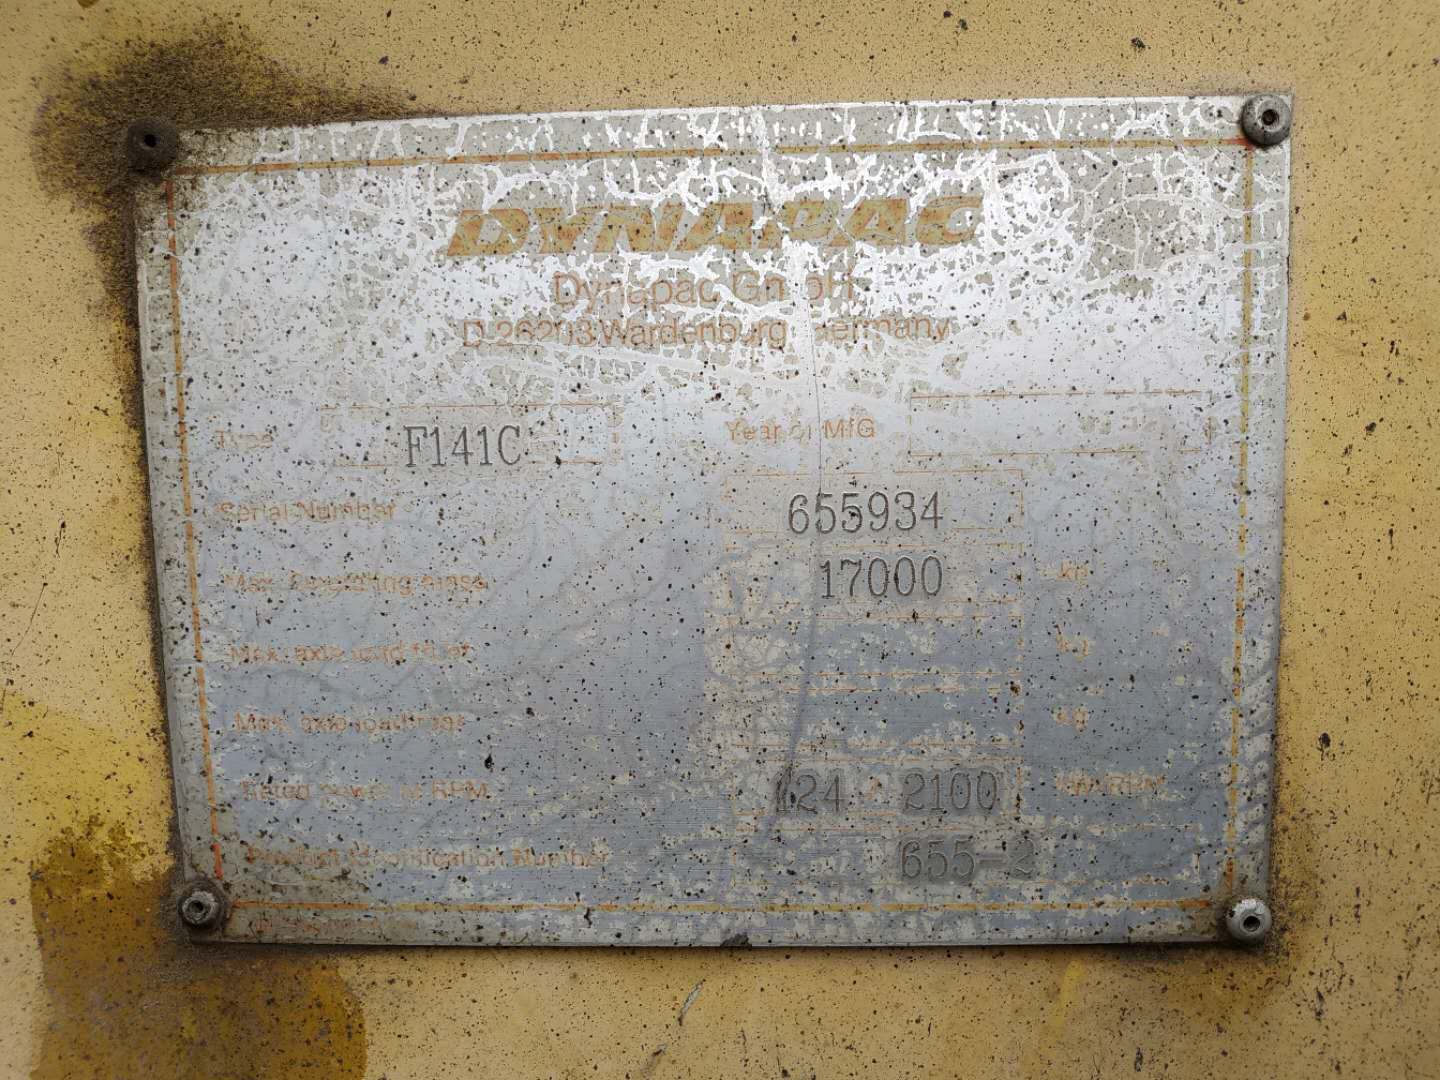 DYNAPAC
Dynapac GmbH
D-26203 Wardenburg, Germany
Type F141C Year of MfG
Serial Number 655934
Max. Operating mass 17000 kg
Max. axle load front kg
Max. axle load rear kg
Rated power at RPM 124 / 2100 kW/RPM
Product Identification Number 655-2